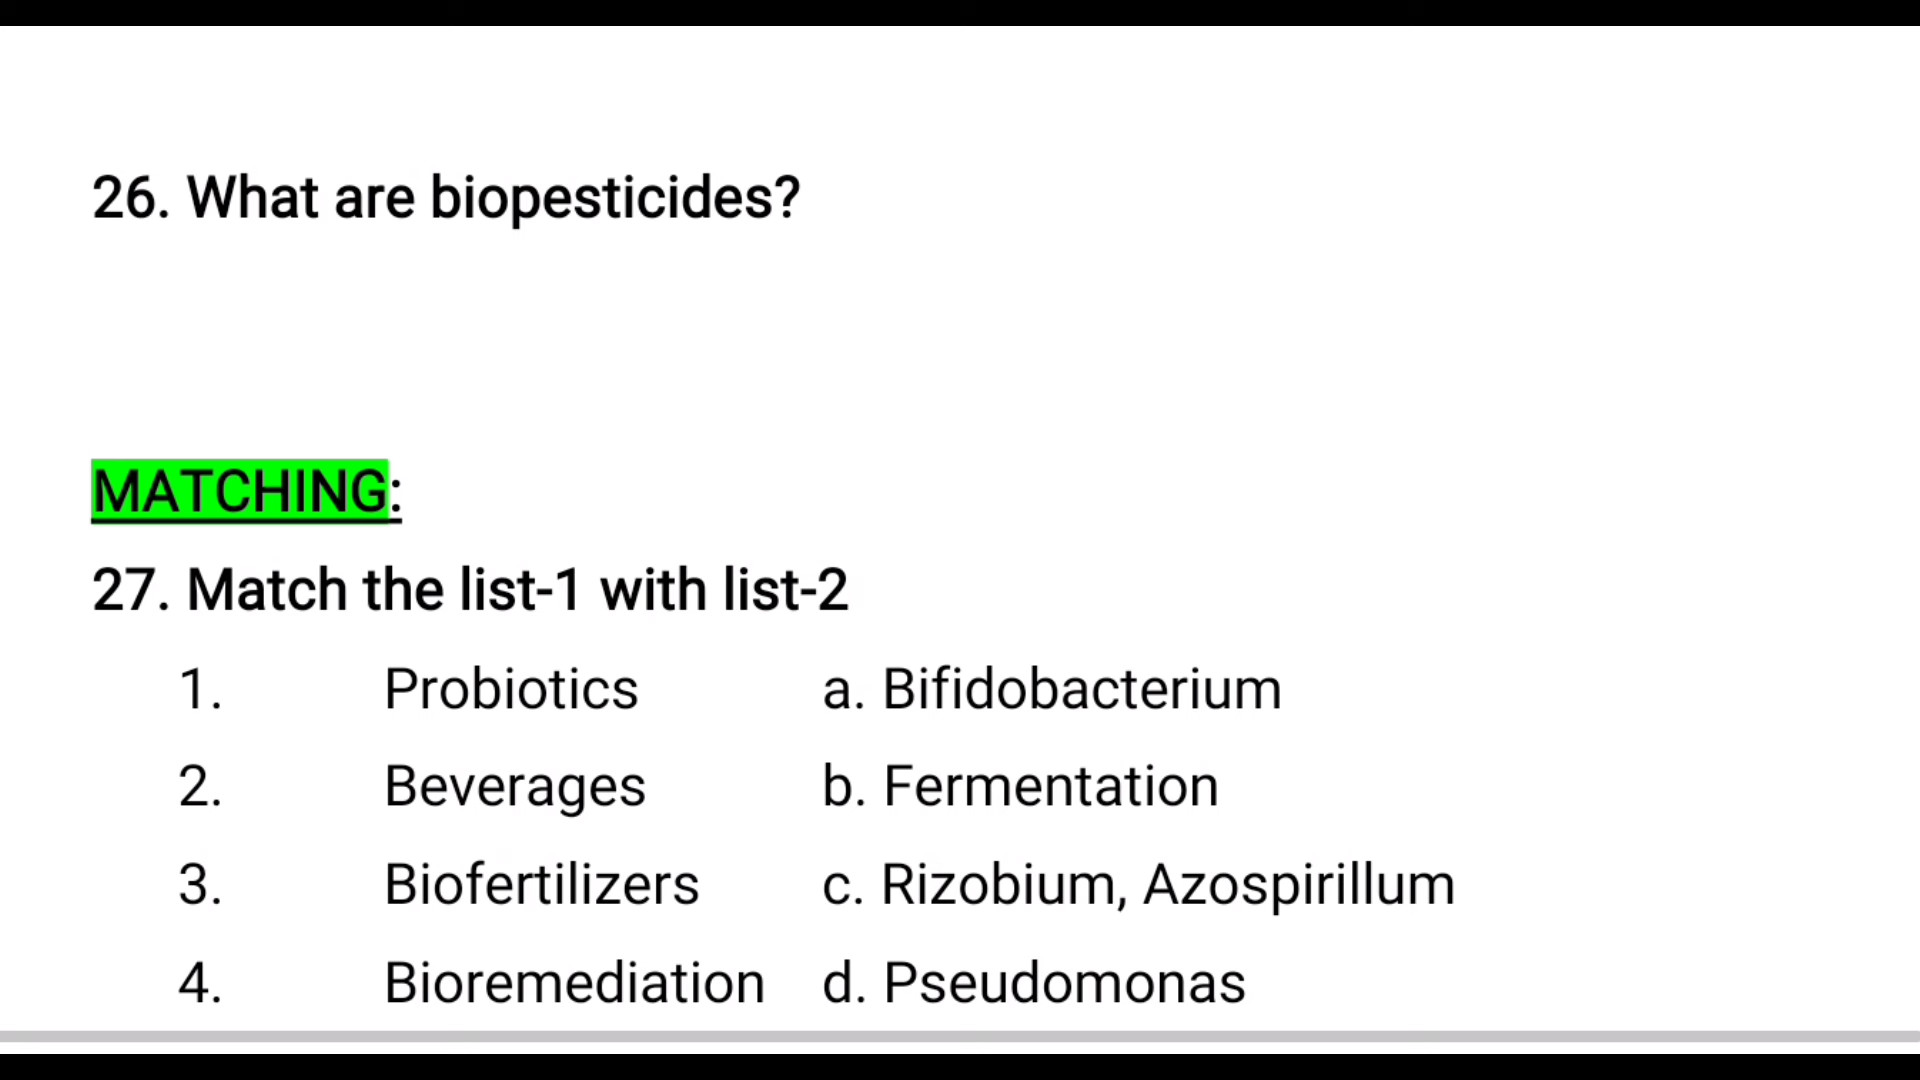 26. What are biopesticides?
MATCHING:
27. Match the list-1 with list-2
1. Probiotics a. Bifidobacterium
2. Beverages b. Fermentation
3. Biofertilizers c. Rizobium, Azospirillum
4. Bioremediation d. Pseudomonas